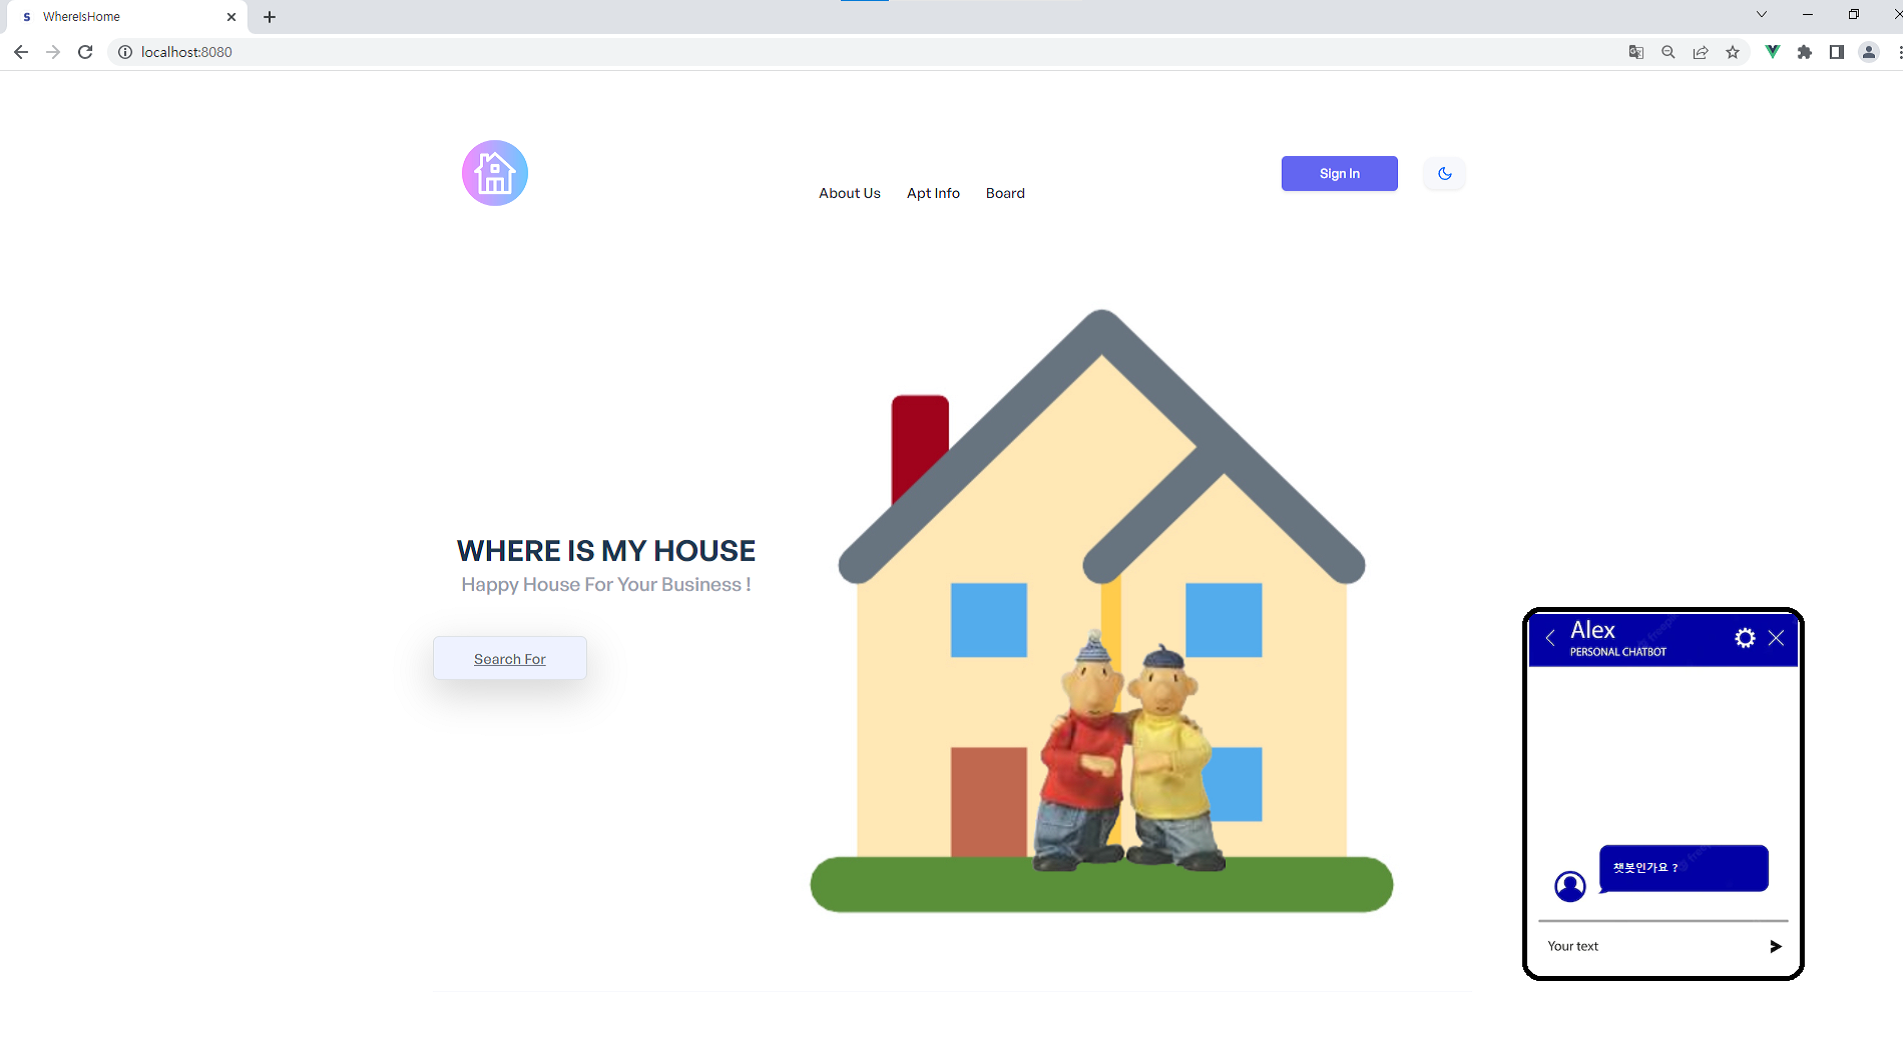 S WhereIsHome
localhost:8080
About Us Apt Info Board
Sign In
WHERE IS MY HOUSE
Happy House For Your Business !
Search For
Alex
PERSONAL CHATBOT
챗봇인가요 ?
Your text